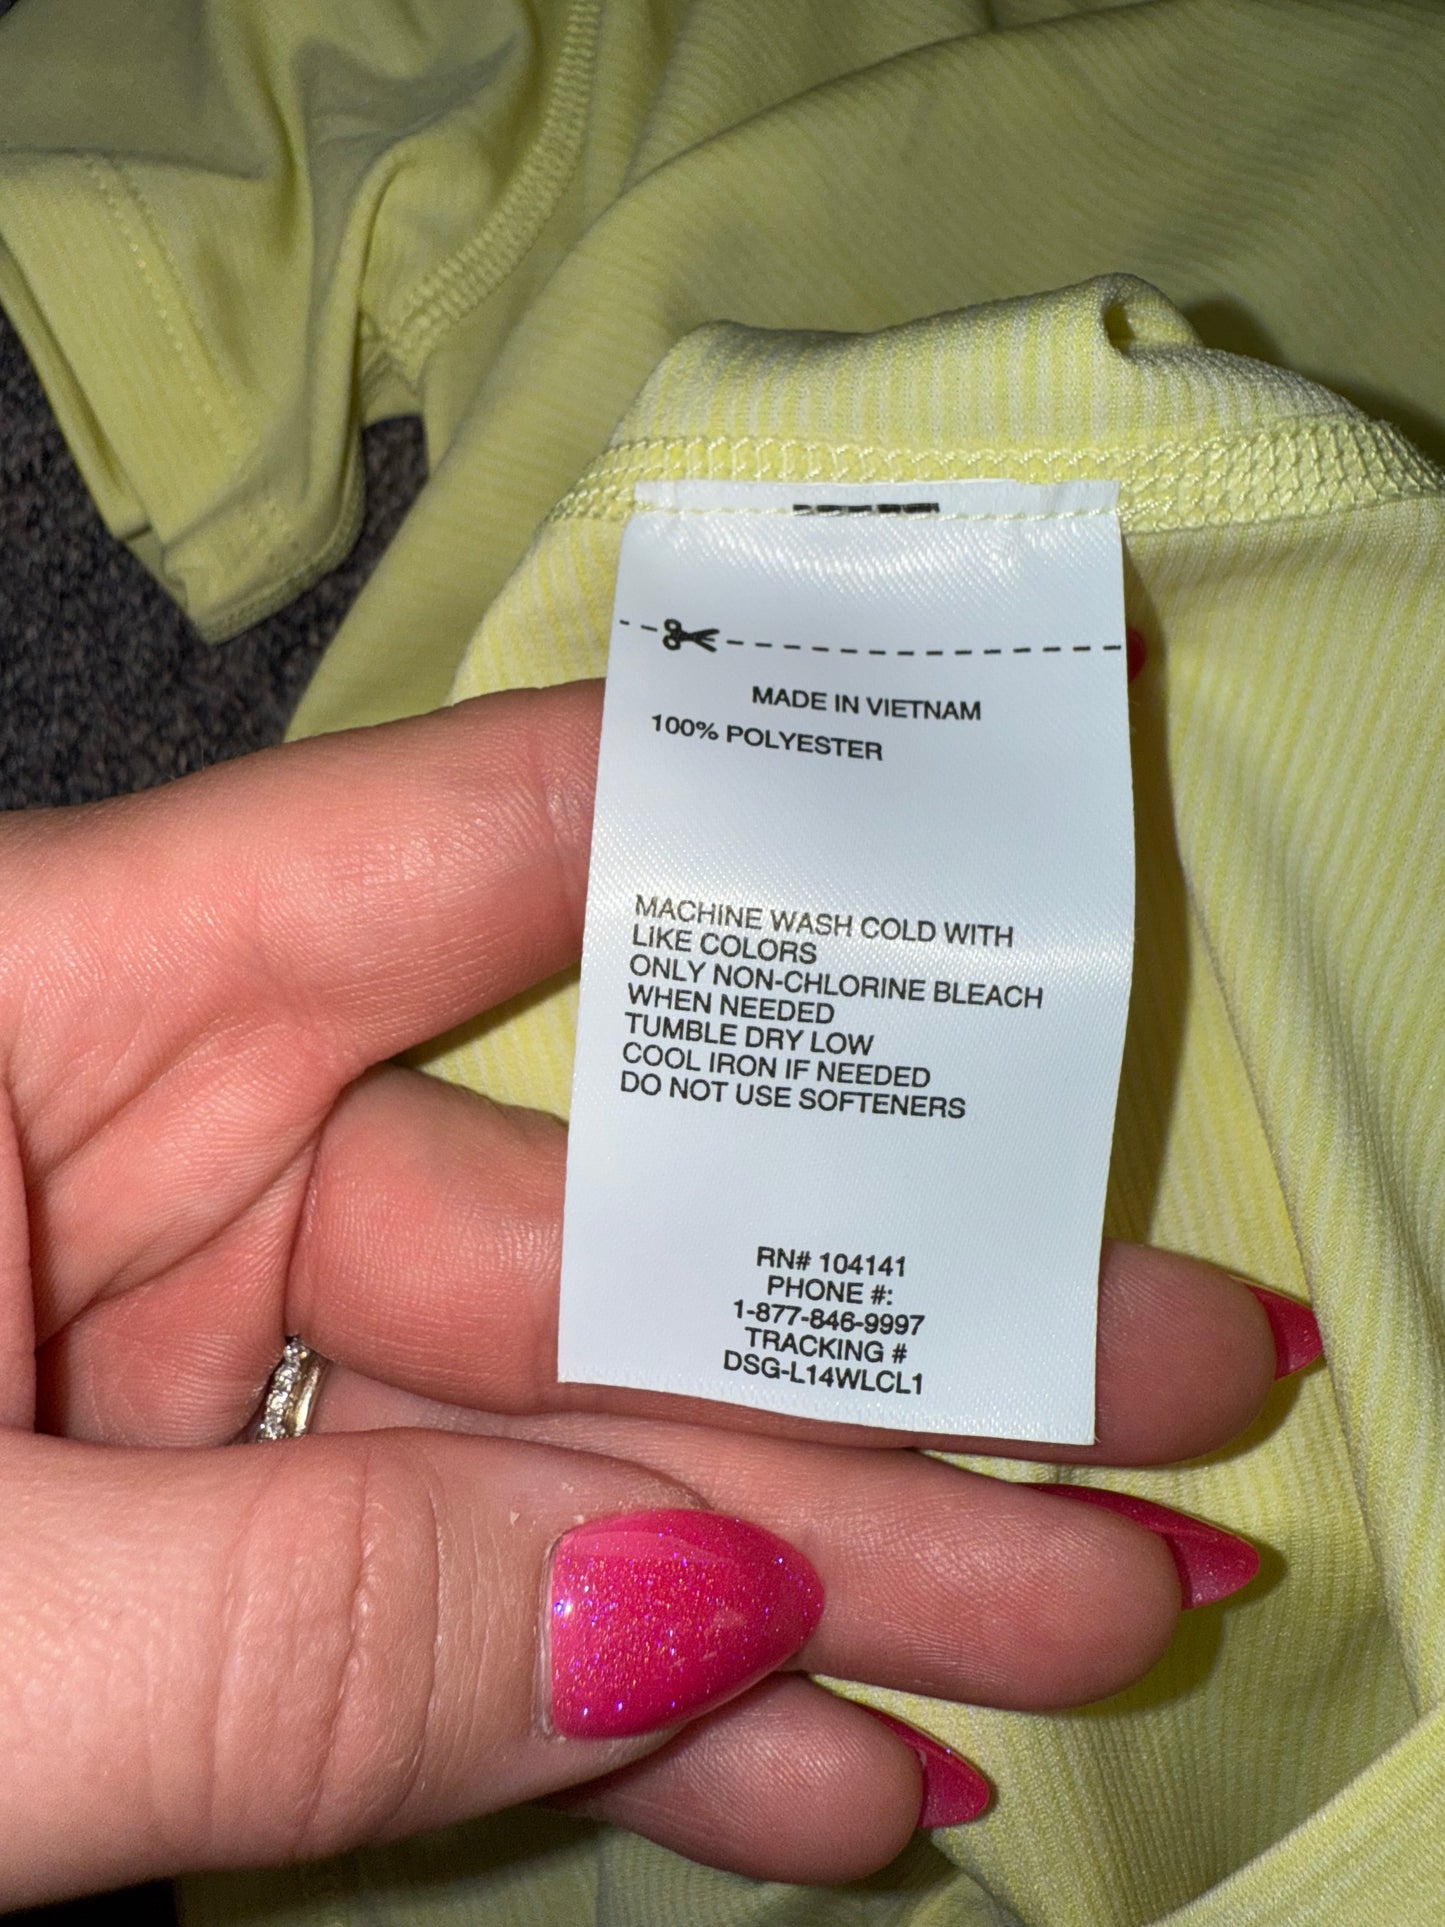 MADE IN VIETNAM
100% POLYESTER
MACHINE WASH COLD WITH
LIKE COLORS
ONLY NON-CHLORINE BLEACH
WHEN NEEDED
TUMBLE DRY LOW
COOL IRON IF NEEDED
DO NOT USE SOFTENERS
RN# 104141
PHONE #:
1-877-846-9997
TRACKING #
DSG-L14WLCL1